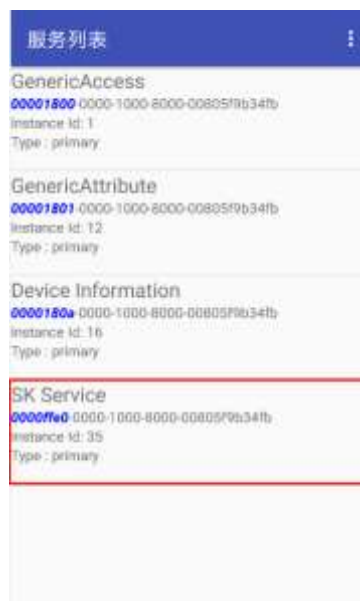 服务列表
GenericAccess
00001800-0000-1000-8000-00805f9b34fb
Instance Id: 1
Type : primary
GenericAttribute
00001801-0000-1000-8000-00805f9b34fb
Instance Id: 12
Type : primary
Device Information
0000180a-0000-1000-8000-00805f9b34fb
Instance Id: 16
Type : primary
SK Service
0000ffe0-0000-1000-8000-00805f9b34fb
Instance Id: 35
Type : primary